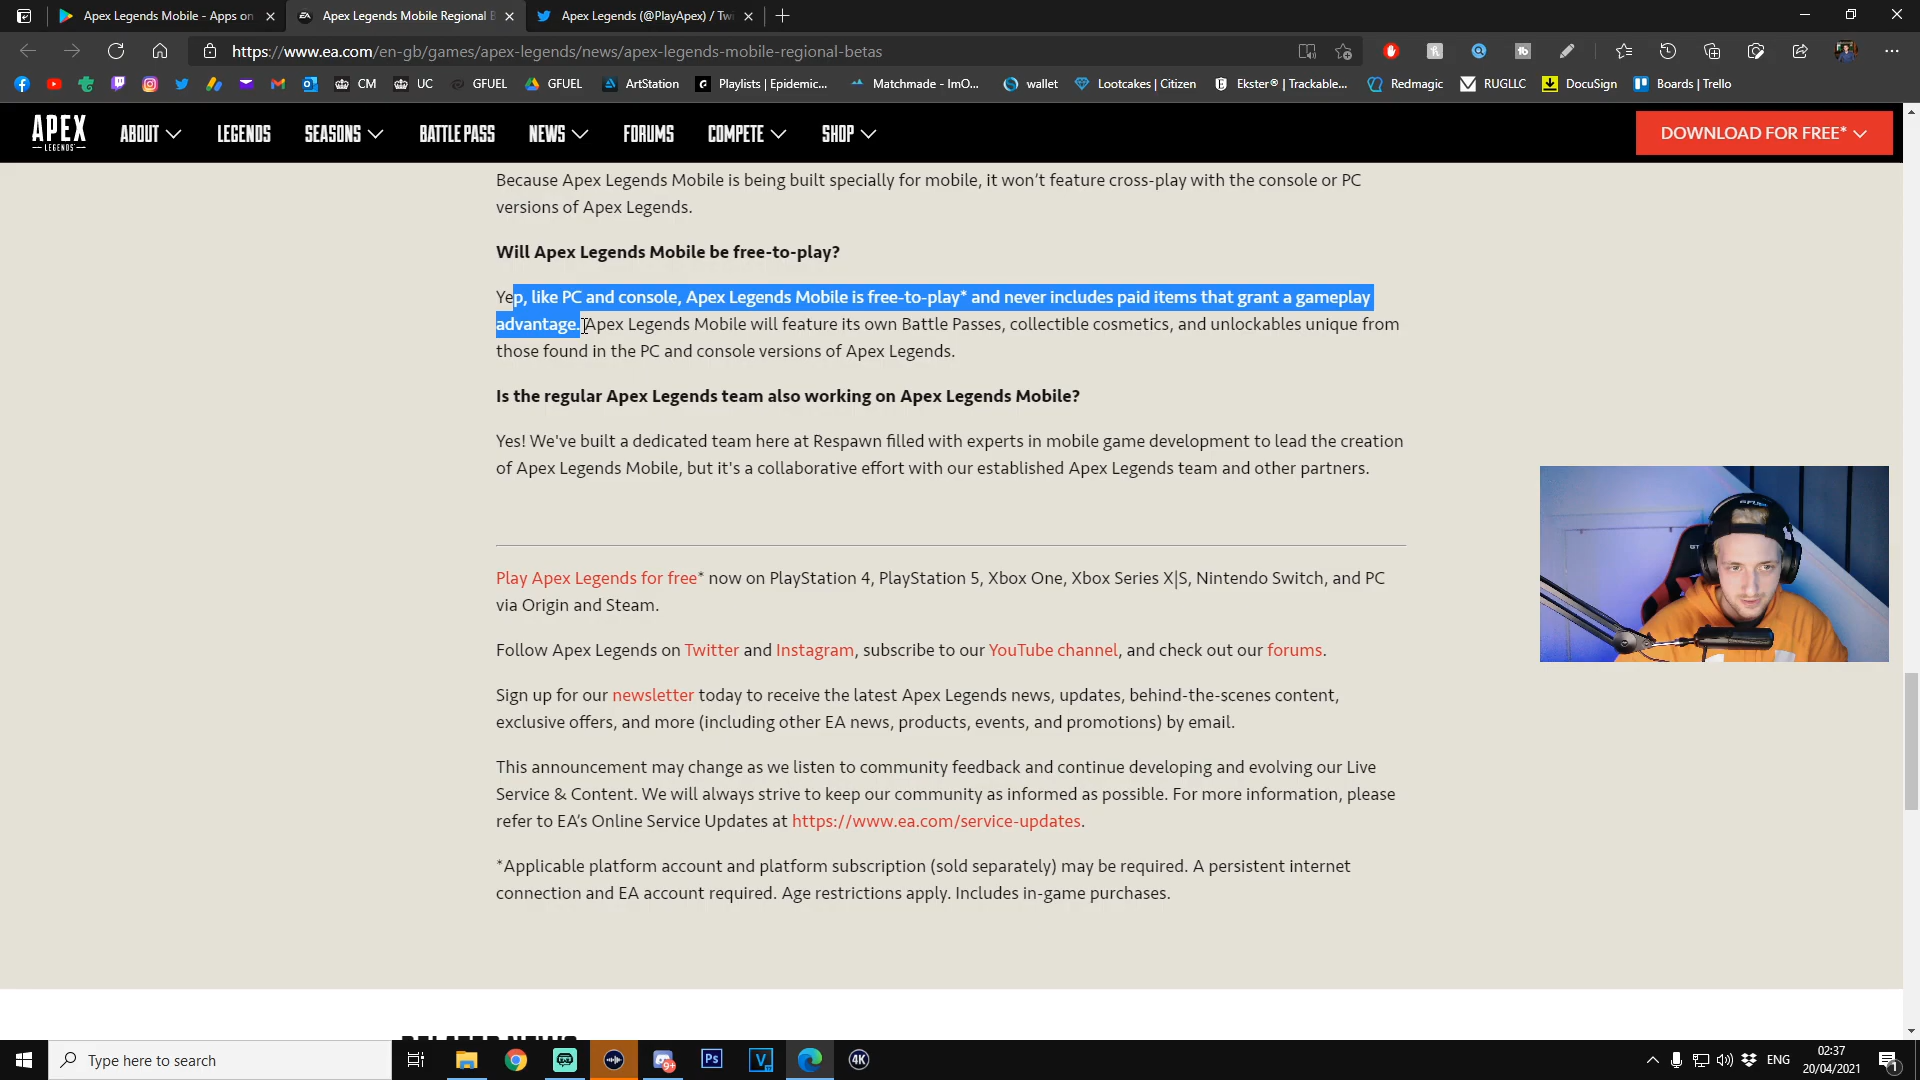 Apex Legends Mobile - Apps on
Apex Legends Mobile Regional B
Apex Legends (@PlayApex) / Tw
https://www.ea.com/en-gb/games/apex-legends/news/apex-legends-mobile-regional-betas
CM
UC
GFUEL
GFUEL
ArtStation
Playlists | Epidemic...
Matchmade - ImO...
wallet
Lootcakes | Citizen
Ekster® | Trackable...
Redmagic
RUGLLC
DocuSign
Boards | Trello
APEX
LEGENDS
ABOUT
LEGENDS
SEASONS
BATTLE PASS
NEWS
FORUMS
COMPETE
SHOP
DOWNLOAD FOR FREE*
Because Apex Legends Mobile is being built specially for mobile, it won’t feature cross-play with the console or PC
versions of Apex Legends.
Will Apex Legends Mobile be free-to-play?
Yep, like PC and console, Apex Legends Mobile is free-to-play* and never includes paid items that grant a gameplay
advantage. Apex Legends Mobile will feature its own Battle Passes, collectible cosmetics, and unlockables unique from
those found in the PC and console versions of Apex Legends.
Is the regular Apex Legends team also working on Apex Legends Mobile?
Yes! We've built a dedicated team here at Respawn filled with experts in mobile game development to lead the creation
of Apex Legends Mobile, but it's a collaborative effort with our established Apex Legends team and other partners.
Play Apex Legends for free* now on PlayStation 4, PlayStation 5, Xbox One, Xbox Series X|S, Nintendo Switch, and PC
via Origin and Steam.
Follow Apex Legends on Twitter and Instagram, subscribe to our YouTube channel, and check out our forums.
Sign up for our newsletter today to receive the latest Apex Legends news, updates, behind-the-scenes content,
exclusive offers, and more (including other EA news, products, events, and promotions) by email.
This announcement may change as we listen to community feedback and continue developing and evolving our Live
Service & Content. We will always strive to keep our community as informed as possible. For more information, please
refer to EA’s Online Service Updates at https://www.ea.com/service-updates.
*Applicable platform account and platform subscription (sold separately) may be required. A persistent internet
connection and EA account required. Age restrictions apply. Includes in-game purchases.
Type here to search
9+
Ps
V
4K
ENG
02:37
20/04/2021
1